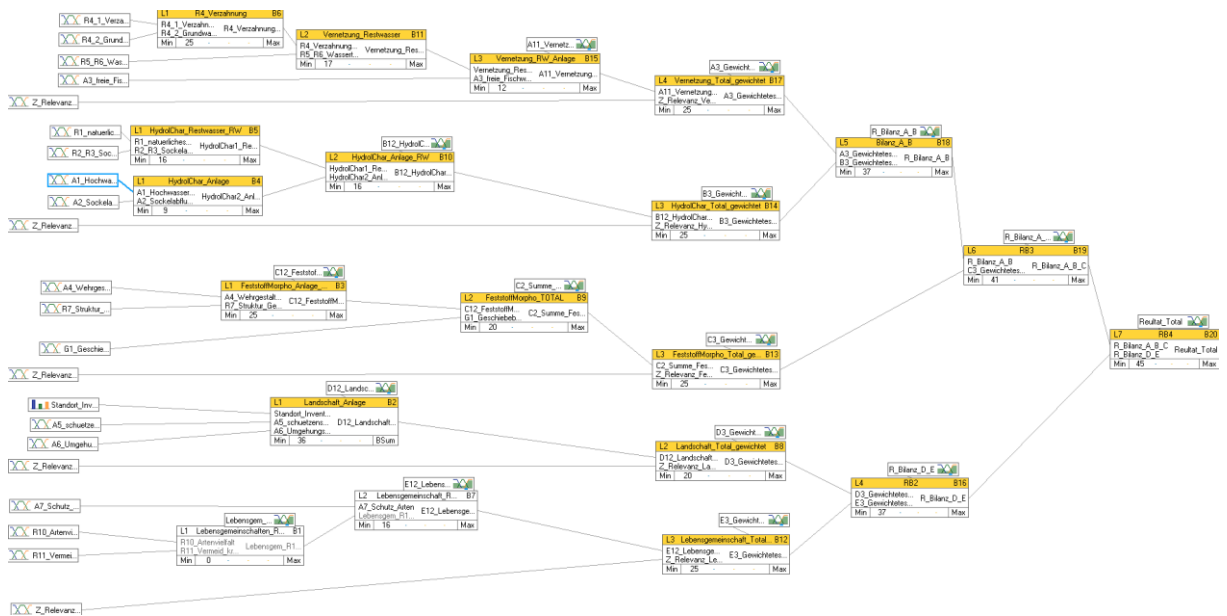 R4_1_Verza...
R4_2_Grund...
R5_R6_Was...
A3_freie_Fis...
Z_Relevanz...
L1 R4_Verzahnung B6
R4_1_Verzahn...
R4_2_Grundwa...
R4_Verzahnung...
Min 25 Max
L2 Vernetzung_Restwasser B11
R4_Verzahnung...
R5_R6_Wassert...
Vernetzung_Res...
Min 17 Max
A11_Vernetz...
L3 Vernetzung_RW_Anlage B15
Vernetzung_Res...
A3_freie_Fischw...
A11_Vernetzung...
Min 12 Max
A3_Gewicht...
L4 Vernetzung_Total_gewichtet B17
A11_Vernetzung...
Z_Relevanz_Ve...
A3_Gewichtetes...
Min 25 Max
R1_natuerlic...
R2_R3_Soc...
A1_Hochwa...
A2_Sockela...
Z_Relevanz...
L1 HydrolChar_Restwasser_RW B5
R1_natuerliches...
R2_R3_Sockela...
HydrolChar1_Re...
Min 16 Max
L1 HydrolChar_Anlage B4
A1_Hochwasser...
A2_Sockelabflu...
HydrolChar2_Anl...
Min 9 Max
B12_HydrolC...
L2 HydrolChar_Anlage_RW B10
HydrolChar1_Re...
HydrolChar2_Anl...
B12_HydrolChar...
Min 16 Max
B3_Gewicht...
L3 HydrolChar_Total_gewichtet B14
B12_HydrolChar...
Z_Relevanz_Hy...
B3_Gewichtetes...
Min 25 Max
R_Bilanz_A_B
L5 Bilanz_A_B B18
A3_Gewichtetes...
B3_Gewichtetes...
R_Bilanz_A_B
Min 37 Max
R_Bilanz_A_...
L6 RB3 B19
R_Bilanz_A_B
C3_Gewichtetes...
R_Bilanz_A_B_C
Min 41 Max
A4_Wehrges...
R7_Struktur_...
G1_Geschie...
Z_Relevanz...
C12_Feststof...
L1 FeststoffMorpho_Anlage_... B3
A4_Wehrgestalt...
R7_Struktur_Ge...
C12_FeststoffM...
Min 25 Max
C2_Summe_...
L2 FeststoffMorpho_TOTAL B9
C12_FeststoffM...
G1_Geschiebeb...
C2_Summe_Fes...
Min 20 Max
C3_Gewicht...
L3 FeststoffMorpho_Total_ge... B13
C2_Summe_Fes...
Z_Relevanz_Fe...
C3_Gewichtetes...
Min 25 Max
Reultat_Total
L7 RB4 B20
R_Bilanz_A_B_C
R_Bilanz_D_E
Reultat_Total
Min 45 Max
Standort_Inv...
A5_schuetze...
A6_Umgehu...
Z_Relevanz...
D12_Landsc...
L1 Landschaft_Anlage B2
Standort_Invent...
A5_schuetzens...
A6_Umgehungs...
D12_Landschaft...
Min 36 BSum
D3_Gewicht...
L2 Landschaft_Total_gewichtet B8
D12_Landschaft...
Z_Relevanz_La...
D3_Gewichtetes...
Min 20 Max
R_Bilanz_D_E
L4 RB2 B16
D3_Gewichtetes...
E3_Gewichtetes...
R_Bilanz_D_E
Min 37 Max
A7_Schutz_...
R10_Artenvi...
R11_Vermei...
Z_Relevanz...
Lebensgem_...
L1 Lebensgemeinschaften_R... B1
R10_Artenvielfalt
R11_Vermeid_kr...
Lebensgem_R1...
Min 0 Max
E12_Lebens...
L2 Lebensgemeinschaft_R... B7
A7_Schutz_Arten
Lebensgem_R1...
E12_Lebensge...
Min 16 Max
E3_Gewicht...
L3 Lebensgemeinschaft_Total... B12
E12_Lebensge...
Z_Relevanz_Le...
E3_Gewichtetes...
Min 25 Max